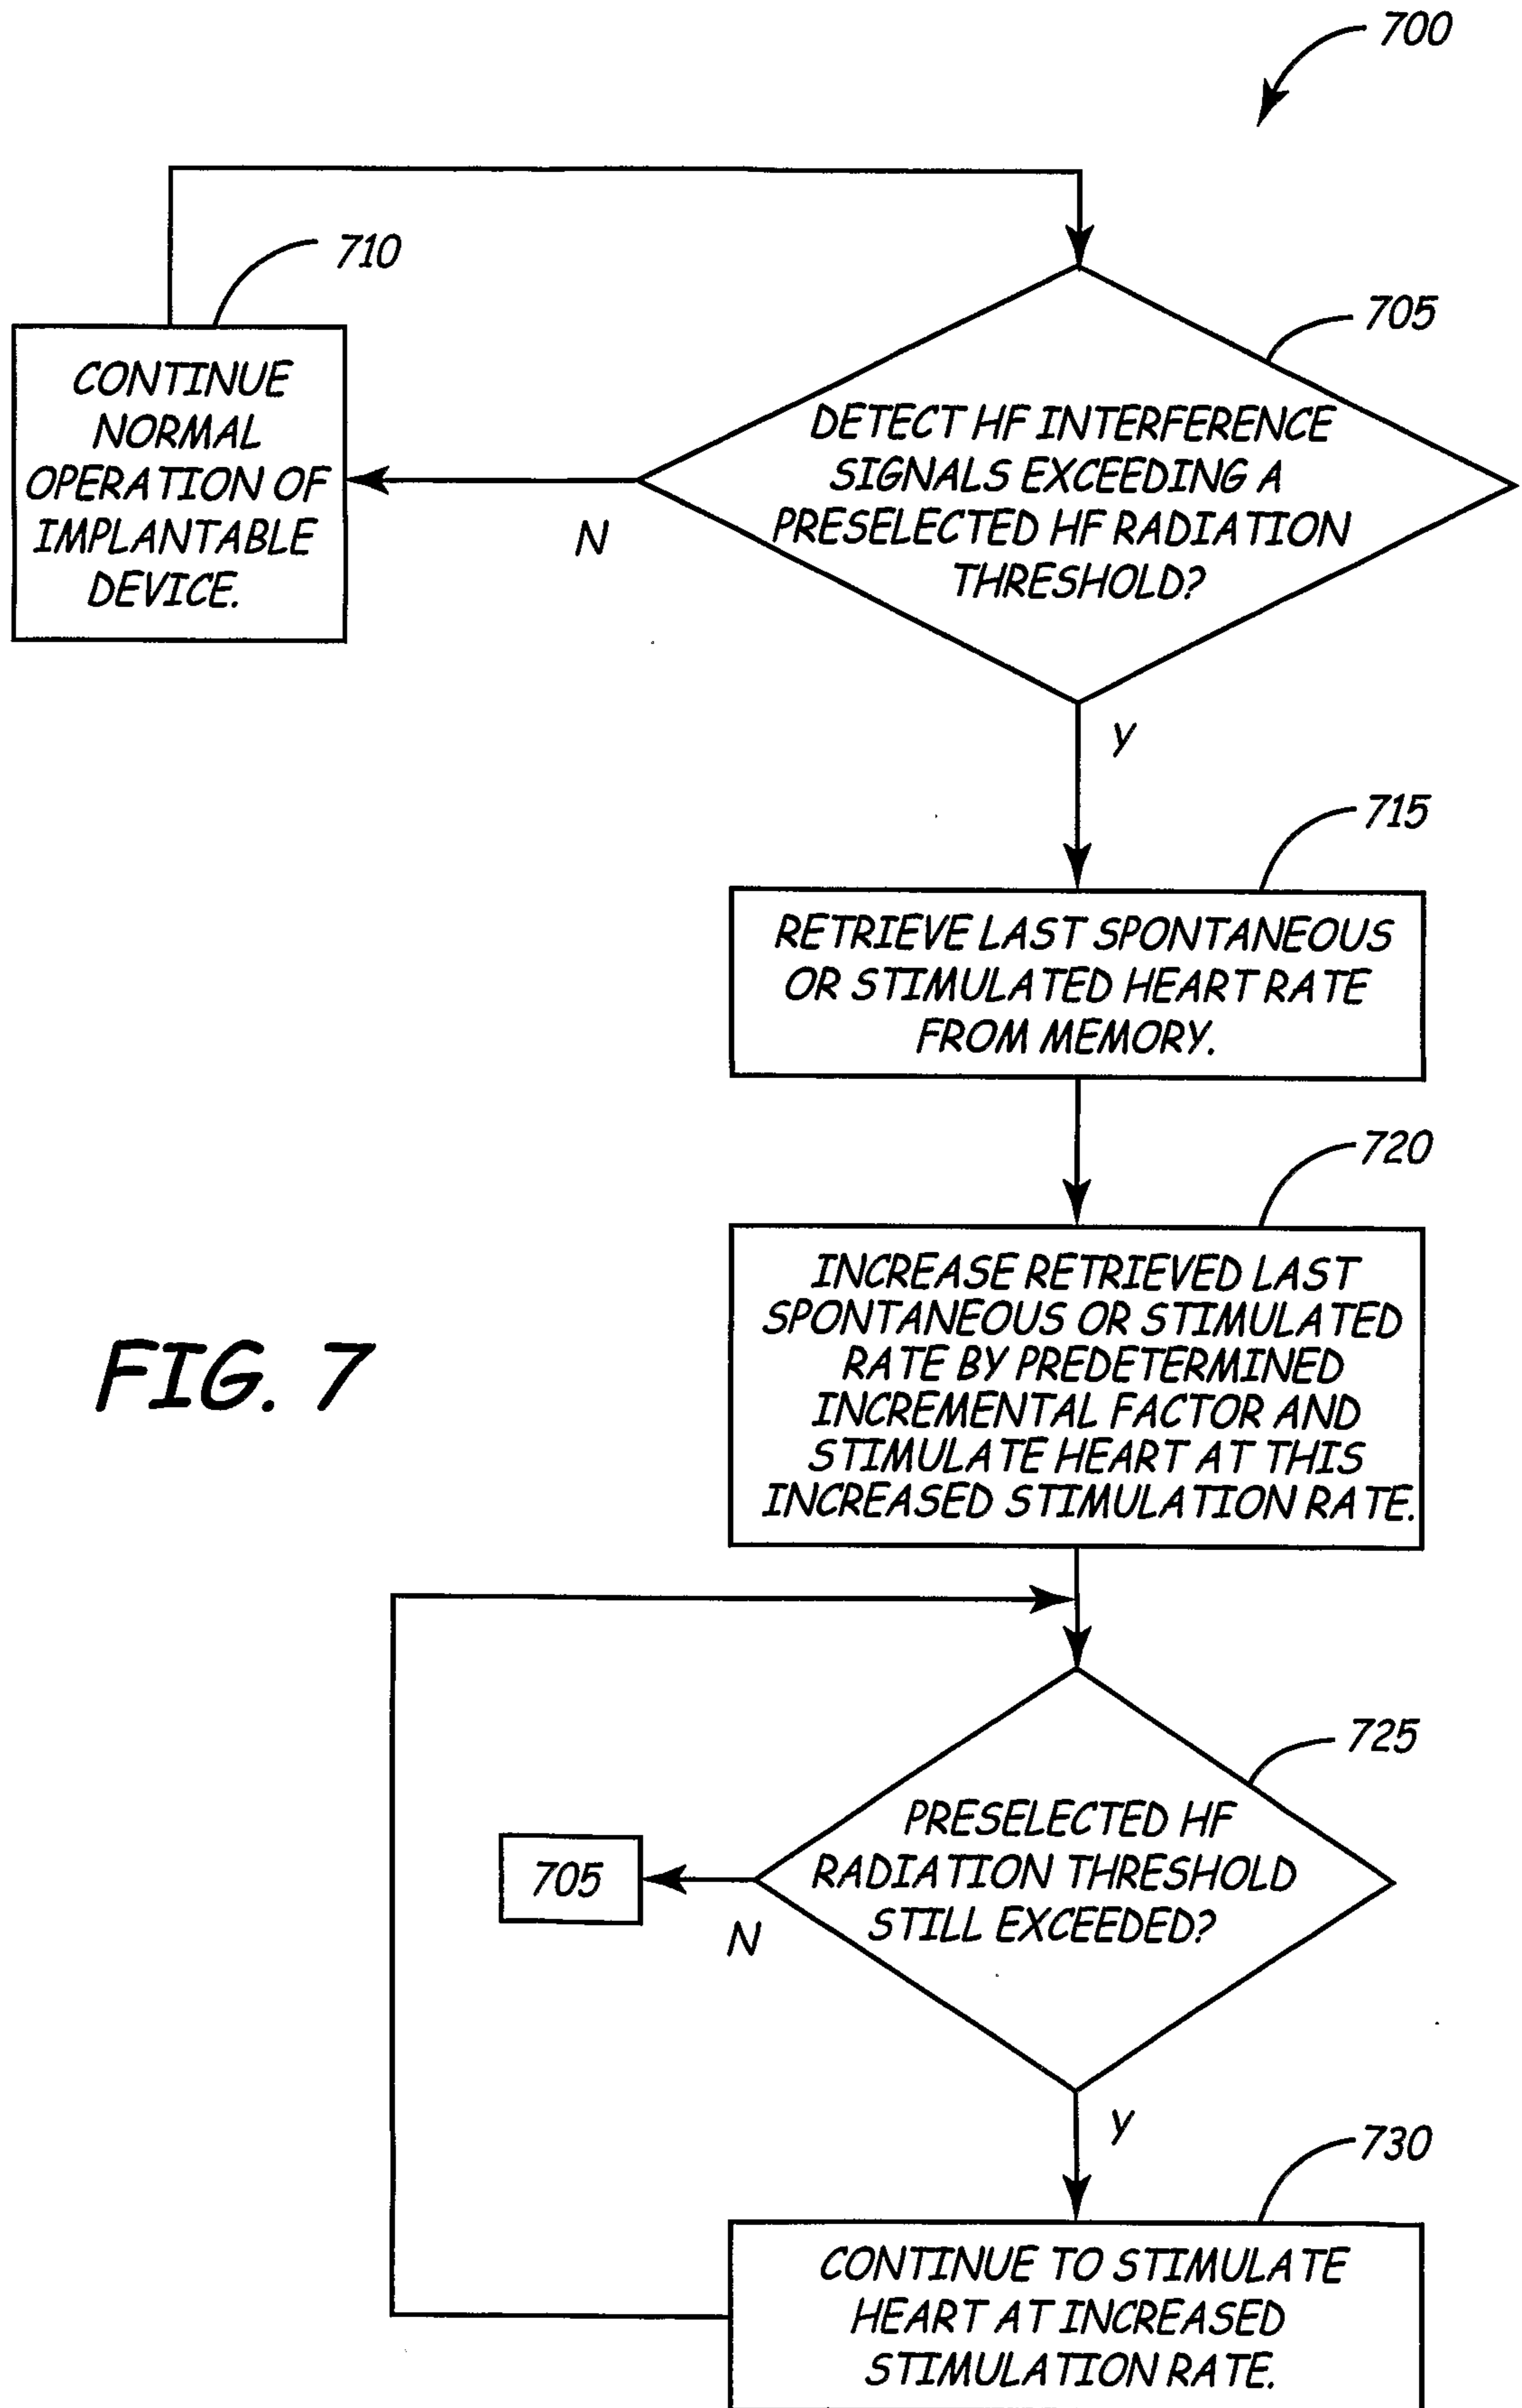 700
710
705
CONTINUE
NORMAL
OPERATION OF
IMPLANTABLE
DEVICE.
DETECT HF INTERFERENCE
SIGNALS EXCEEDING A
PRESELECTED HF RADIATION
THRESHOLD?
N
Y
715
RETRIEVE LAST SPONTANEOUS
OR STIMULATED HEART RATE
FROM MEMORY.
720
INCREASE RETRIEVED LAST
SPONTANEOUS OR STIMULATED
RATE BY PREDETERMINED
INCREMENTAL FACTOR AND
STIMULATE HEART AT THIS
INCREASED STIMULATION RATE.
FIG. 7
725
PRESELECTED HF
RADIATION THRESHOLD
STILL EXCEEDED?
705
N
Y
730
CONTINUE TO STIMULATE
HEART AT INCREASED
STIMULATION RATE.